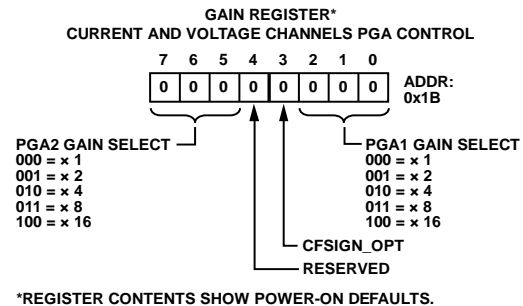 GAIN REGISTER*
CURRENT AND VOLTAGE CHANNELS PGA CONTROL
7 6 5 4 3 2 1 0
0 0 0 0 0 0 0 0
ADDR:
0x1B
PGA2 GAIN SELECT
000 = × 1
001 = × 2
010 = × 4
011 = × 8
100 = × 16
PGA1 GAIN SELECT
000 = × 1
001 = × 2
010 = × 4
011 = × 8
100 = × 16
CFSIGN_OPT
RESERVED
*REGISTER CONTENTS SHOW POWER-ON DEFAULTS.